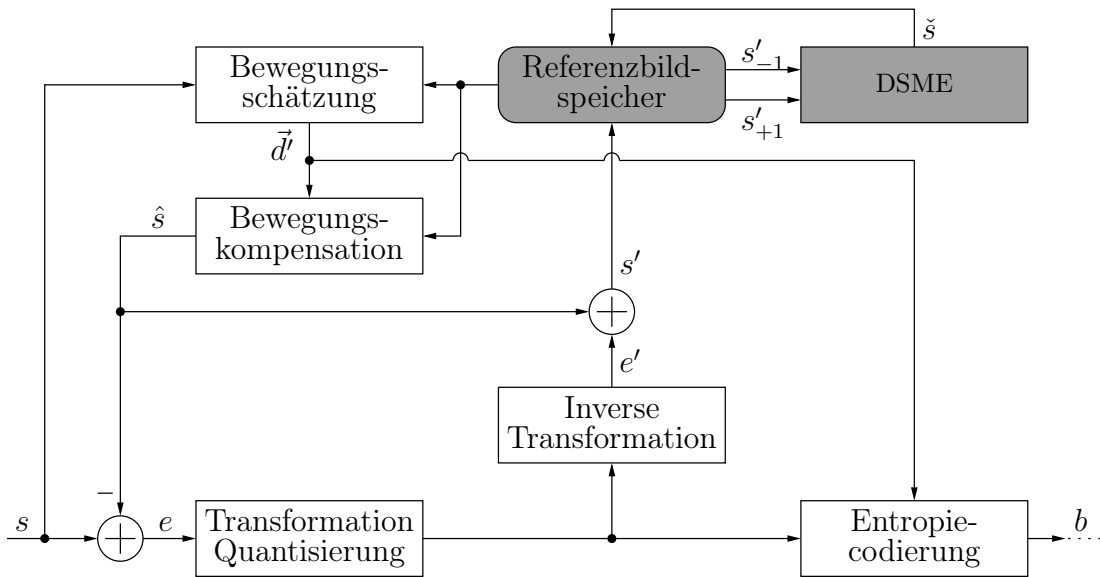 š
Bewegungs-
schätzung
Referenzbild-
speicher
s′₋₁
s′₊₁
DSME
d⃗′
ŝ
Bewegungs-
kompensation
s′
e′
Inverse
Transformation
−
s
e
Transformation
Quantisierung
Entropie-
codierung
b